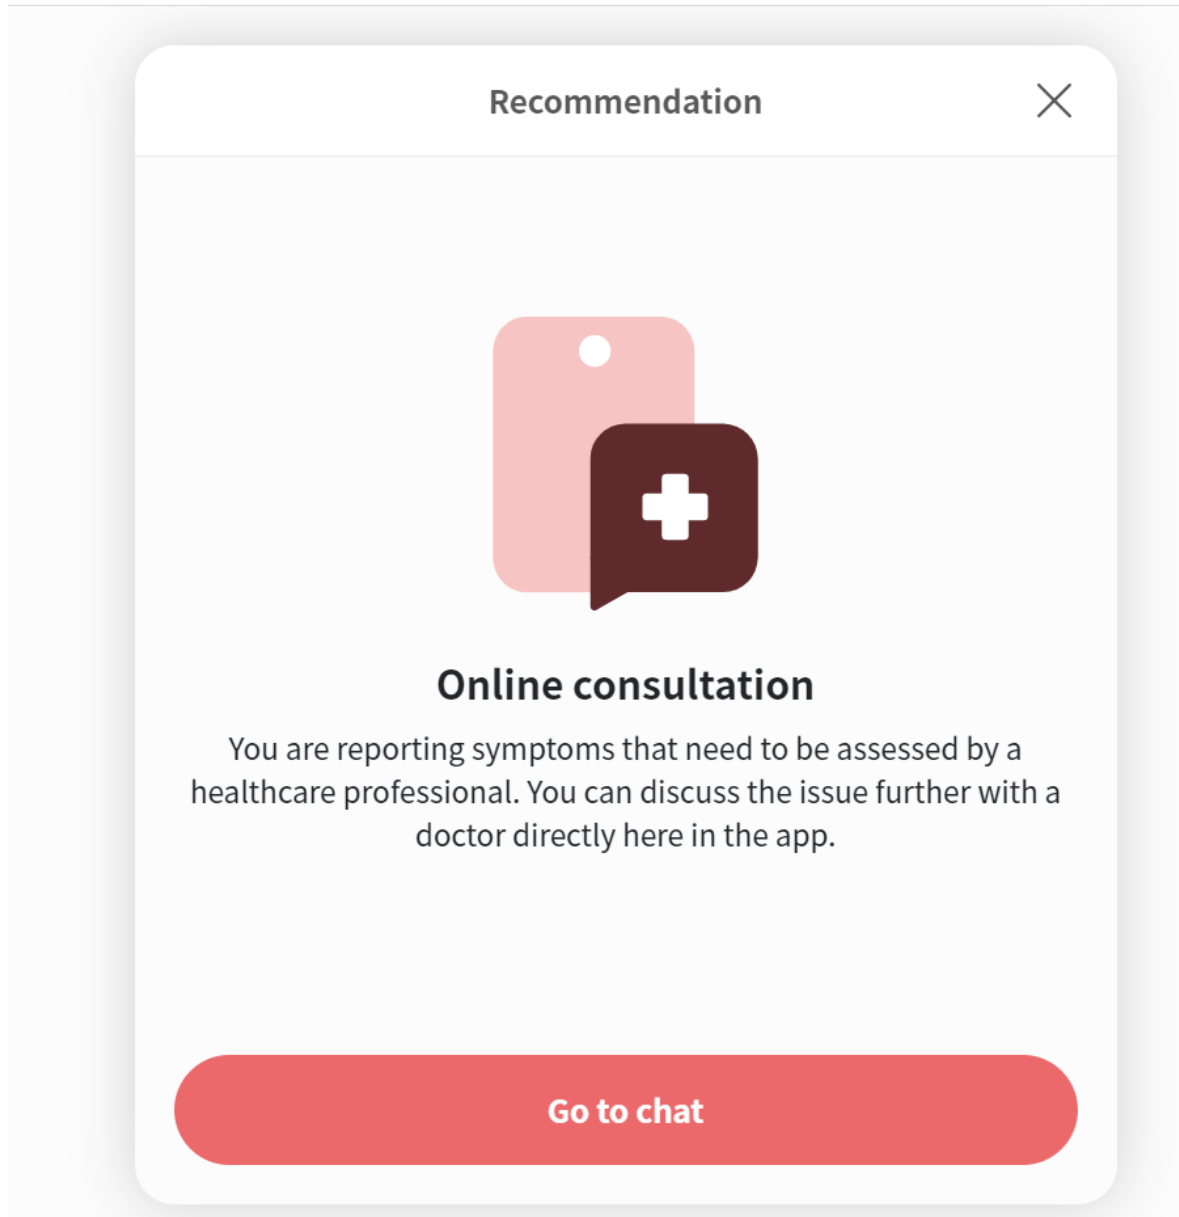 Recommendation
Online consultation
You are reporting symptoms that need to be assessed by a
healthcare professional. You can discuss the issue further with a
doctor directly here in the app.
Go to chat